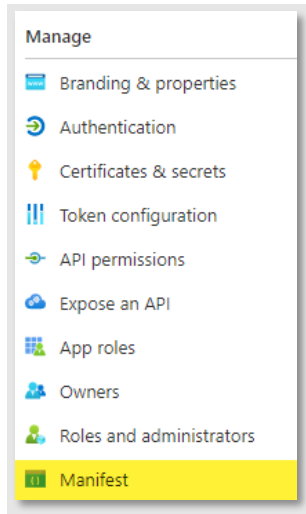 Manage
Branding & properties
Authentication
Certificates & secrets
Token configuration
API permissions
Expose an API
App roles
Owners
Roles and administrators
Manifest